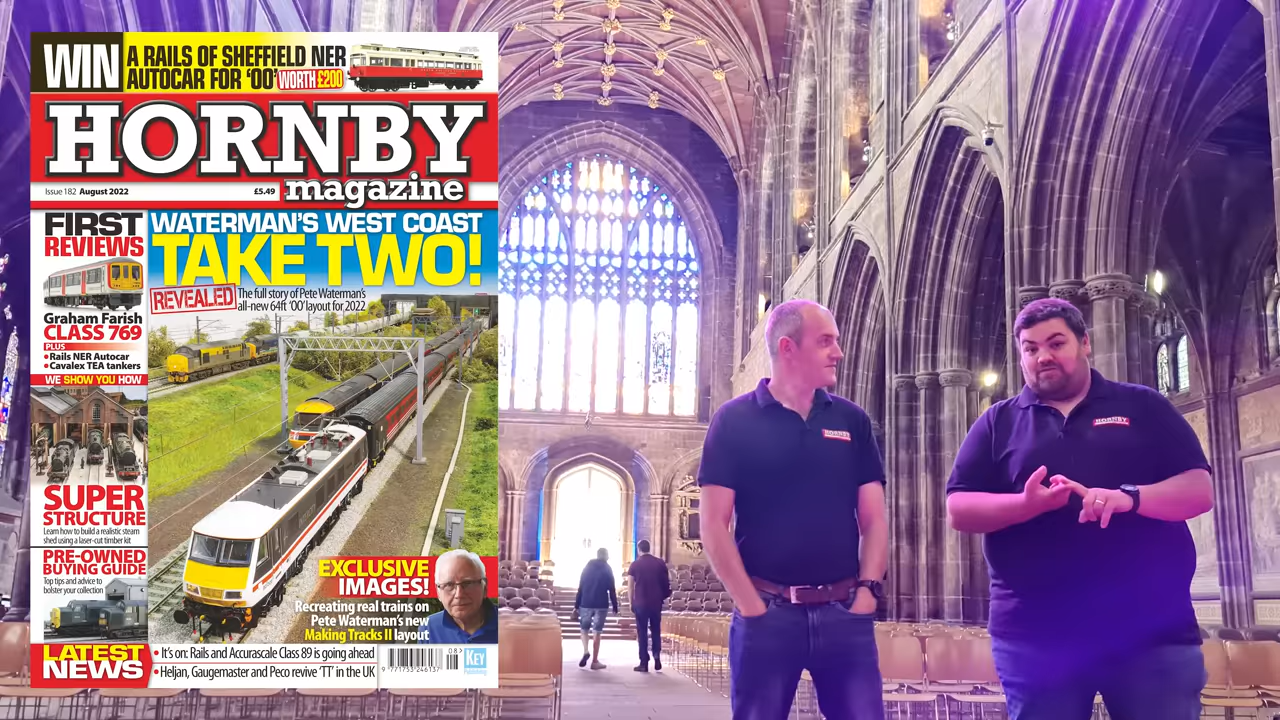 WIN
A RAILS OF SHEFFIELD NER
AUTOCAR FOR 'OO' WORTH £200
HORNBY
magazine
Issue 182 August 2022
£5.49
FIRST
REVIEWS
Graham Farish
CLASS 769
PLUS
• Rails NER Autocar
• Cavalex TEA tankers
WE SHOW YOU HOW
SUPER
STRUCTURE
Learn how to build a realistic steam
shed using a laser-cut timber kit
PRE-OWNED
BUYING GUIDE
Top tips and advice to
bolster your collection
LATEST
NEWS
WATERMAN'S WEST COAST
TAKE TWO!
REVEALED
The full story of Pete Waterman's
all-new 64ft 'OO' layout for 2022
EXCLUSIVE
IMAGES!
Recreating real trains on
Pete Waterman's new
Making Tracks II layout
• It's on: Rails and Accurascale Class 89 is going ahead
• Heljan, Gaugemaster and Peco revive 'TT' in the UK
9 771753 246137
08
KEY
Publishing
HORNBY
HORNBY